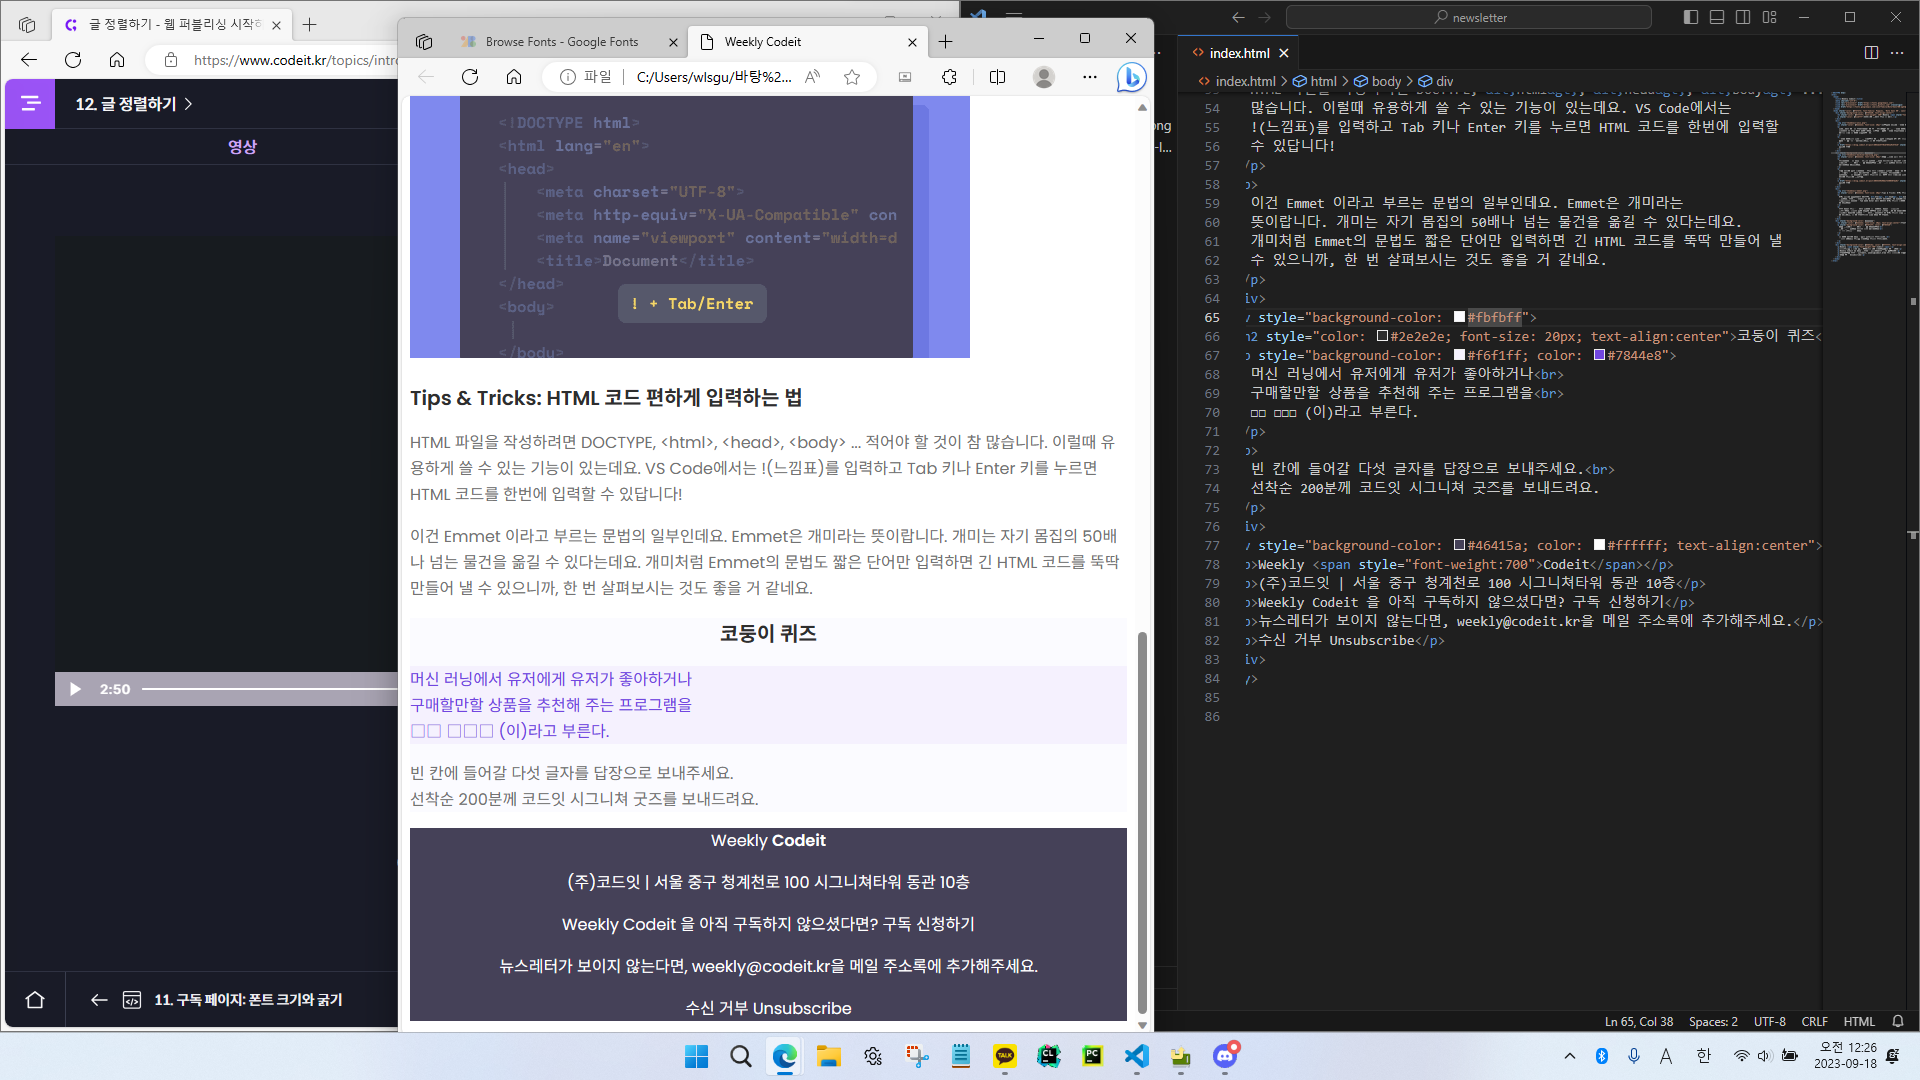 글 정렬하기 - 웹 퍼블리싱 시작하
https://www.codeit.kr/topics/intro
12. 글 정렬하기
영상
2:50
11. 구독 페이지: 폰트 크기와 굵기
Browse Fonts - Google Fonts
Weekly Codeit
파일
C:/Users/wlsgu/바탕%2...
<!DOCTYPE html>
<html lang="en">
<head>
<meta charset="UTF-8">
<meta http-equiv="X-UA-Compatible" con
<meta name="viewport" content="width=d
<title>Document</title>
</head>
<body>
! + Tab/Enter
</body>
Tips & Tricks: HTML 코드 편하게 입력하는 법
HTML 파일을 작성하려면 DOCTYPE, <html>, <head>, <body> ... 적어야 할 것이 참 많습니다. 이럴때 유
용하게 쓸 수 있는 기능이 있는데요. VS Code에서는 !(느낌표)를 입력하고 Tab 키나 Enter 키를 누르면
HTML 코드를 한번에 입력할 수 있답니다!
이건 Emmet 이라고 부르는 문법의 일부인데요. Emmet은 개미라는 뜻이랍니다. 개미는 자기 몸집의 50배
나 넘는 물건을 옮길 수 있다는데요. 개미처럼 Emmet의 문법도 짧은 단어만 입력하면 긴 HTML 코드를 뚝딱
만들어 낼 수 있으니까, 한 번 살펴보시는 것도 좋을 거 같네요.
코둥이 퀴즈
머신 러닝에서 유저에게 유저가 좋아하거나
구매할만할 상품을 추천해 주는 프로그램을
□□ □□□ (이)라고 부른다.
빈 칸에 들어갈 다섯 글자를 답장으로 보내주세요.
선착순 200분께 코드잇 시그니쳐 굿즈를 보내드려요.
Weekly Codeit
(주)코드잇 | 서울 중구 청계천로 100 시그니쳐타워 동관 10층
Weekly Codeit 을 아직 구독하지 않으셨다면? 구독 신청하기
뉴스레터가 보이지 않는다면, weekly@codeit.kr을 메일 주소록에 추가해주세요.
수신 거부 Unsubscribe
newsletter
index.html
index.html > html > body > div
ong
-l...
54 많습니다. 이럴때 유용하게 쓸 수 있는 기능이 있는데요. VS Code에서는
55 !(느낌표)를 입력하고 Tab 키나 Enter 키를 누르면 HTML 코드를 한번에 입력할
56 수 있답니다!
57 /p>
58 p>
59 이건 Emmet 이라고 부르는 문법의 일부인데요. Emmet은 개미라는
60 뜻이랍니다. 개미는 자기 몸집의 50배나 넘는 물건을 옮길 수 있다는데요.
61 개미처럼 Emmet의 문법도 짧은 단어만 입력하면 긴 HTML 코드를 뚝딱 만들어 낼
62 수 있으니까, 한 번 살펴보시는 것도 좋을 거 같네요.
63 /p>
64 iv>
65 v style="background-color: #fbfbff">
66 h2 style="color: #2e2e2e; font-size: 20px; text-align:center">코둥이 퀴즈<
67 p style="background-color: #f6f1ff; color: #7844e8">
68 머신 러닝에서 유저에게 유저가 좋아하거나<br>
69 구매할만할 상품을 추천해 주는 프로그램을<br>
70 □□ □□□ (이)라고 부른다.
71 /p>
72 p>
73 빈 칸에 들어갈 다섯 글자를 답장으로 보내주세요.<br>
74 선착순 200분께 코드잇 시그니쳐 굿즈를 보내드려요.
75 /p>
76 iv>
77 v style="background-color: #46415a; color: #ffffff; text-align:center">
78 p>Weekly <span style="font-weight:700">Codeit</span></p>
79 p>(주)코드잇 | 서울 중구 청계천로 100 시그니쳐타워 동관 10층</p>
80 p>Weekly Codeit 을 아직 구독하지 않으셨다면? 구독 신청하기</p>
81 p>뉴스레터가 보이지 않는다면, weekly@codeit.kr을 메일 주소록에 추가해주세요.</p>
82 p>수신 거부 Unsubscribe</p>
83 iv>
84 y>
85
86
Ln 65, Col 38 Spaces: 2 UTF-8 CRLF HTML
TALK
CL
PC
A 한
오전 12:26
2023-09-18